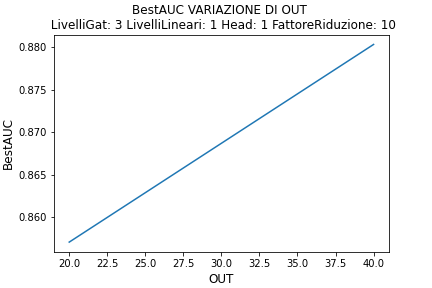 BestAUC VARIAZIONE DI OUT
LivelliGat: 3 LivelliLineari: 1 Head: 1 FattoreRiduzione: 10
0.880
0.875
0.870
0.865
0.860
BestAUC
20.0 22.5 25.0 27.5 30.0 32.5 35.0 37.5 40.0
OUT